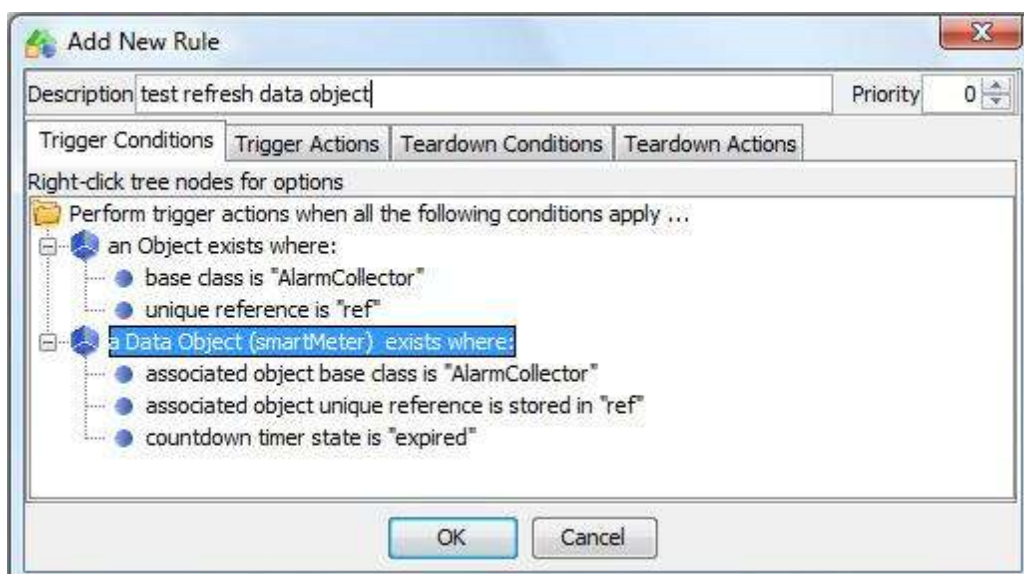 Add New Rule
Description test refresh data object Priority 0
Trigger Conditions Trigger Actions Teardown Conditions Teardown Actions
Right-click tree nodes for options
Perform trigger actions when all the following conditions apply ...
an Object exists where:
base class is "AlarmCollector"
unique reference is "ref"
a Data Object (smartMeter) exists where:
associated object base class is "AlarmCollector"
associated object unique reference is stored in "ref"
countdown timer state is "expired"
OK Cancel